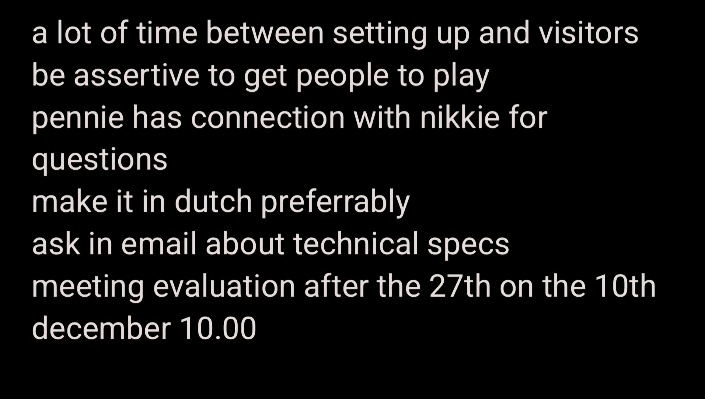 a lot of time between setting up and visitors
be assertive to get people to play
pennie has connection with nikkie for
questions
make it in dutch preferrably
ask in email about technical specs
meeting evaluation after the 27th on the 10th
december 10.00